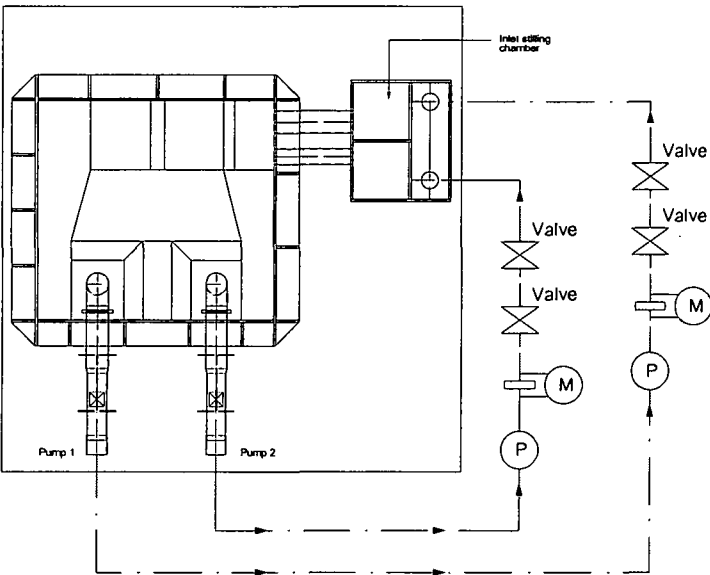 Inlet stilling
chamber
Valve
Valve
Valve
Valve
M
P
M
P
Pump 1
Pump 2